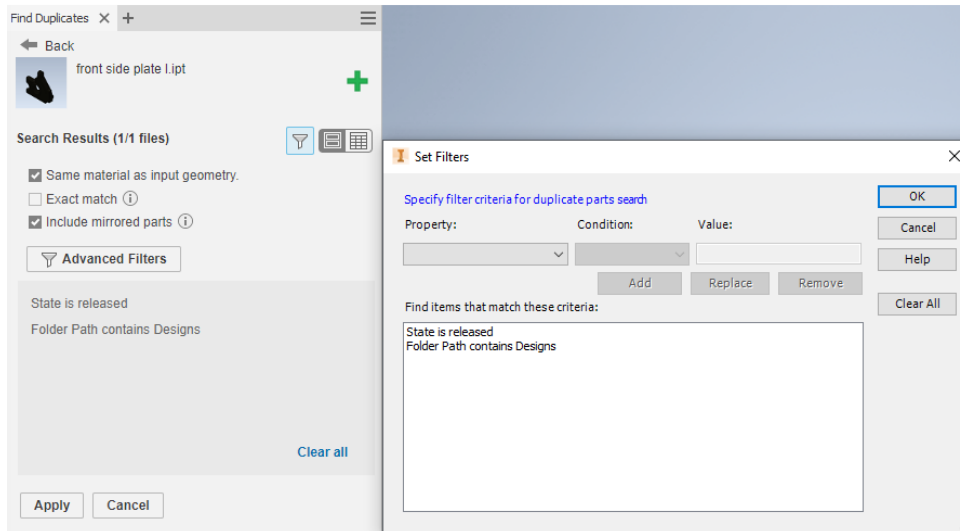 Find Duplicates
Back
front side plate l.ipt
Search Results (1/1 files)
Same material as input geometry.
Exact match
Include mirrored parts
Advanced Filters
State is released
Folder Path contains Designs
Clear all
Apply Cancel
Set Filters
Specify filter criteria for duplicate parts search
Property: Condition: Value:
Add Replace Remove
Find items that match these criteria:
State is released
Folder Path contains Designs
OK
Cancel
Help
Clear All